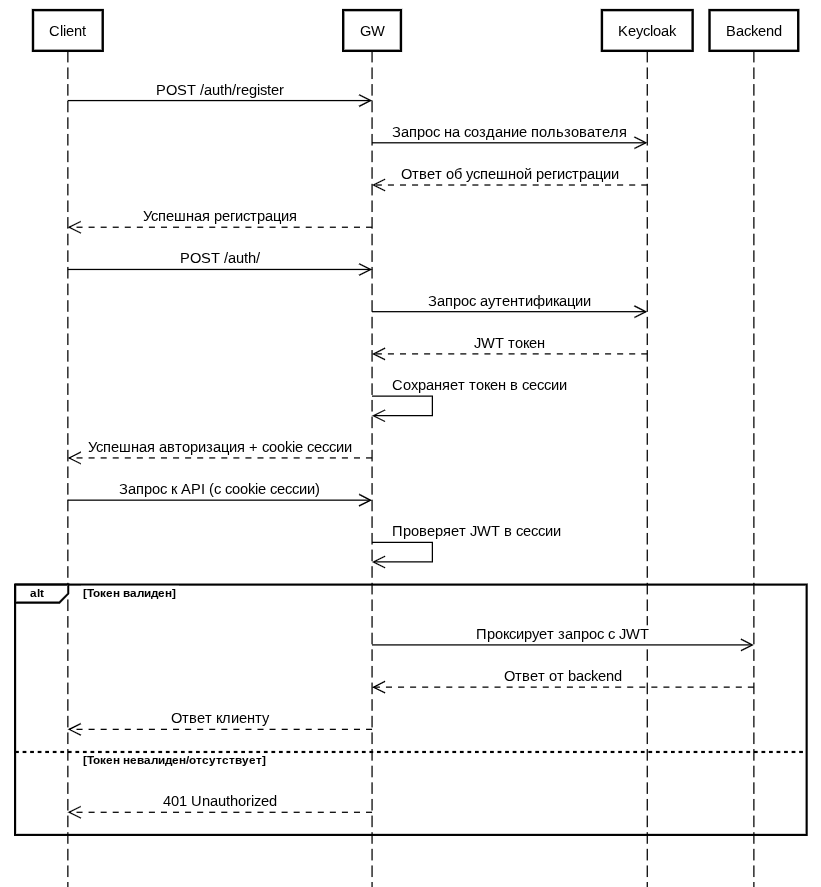 Client
GW
Keycloak
Backend
POST /auth/register
Запрос на создание пользователя
Ответ об успешной регистрации
Успешная регистрация
POST /auth/
Запрос аутентификации
JWT токен
Сохраняет токен в сессии
Успешная авторизация + cookie сессии
Запрос к API (с cookie сессии)
Проверяет JWT в сессии
alt
[Токен валиден]
Проксирует запрос с JWT
Ответ от backend
Ответ клиенту
[Токен невалиден/отсутствует]
401 Unauthorized